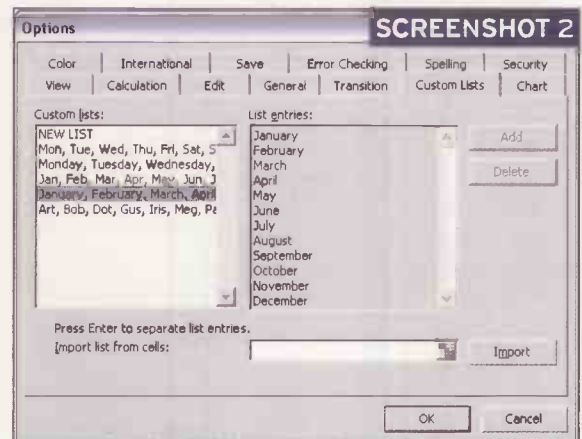 Options
SCREENSHOT 2
Color International Save Error Checking Spelling Security
View Calculation Edit General Transition Custom Lists Chart
Custom lists:
List entries:
NEW LIST
Mon, Tue, Wed, Thu, Fri, Sat, S
Monday, Tuesday, Wednesday,
Jan, Feb, Mar, Apr, May, Jun, J
January, February, March, April
Art, Bob, Dot, Gus, Iris, Meg, Pa
January
February
March
April
May
June
July
August
September
October
November
December
Add
Delete
Press Enter to separate list entries.
Import list from cells:
Import
OK
Cancel